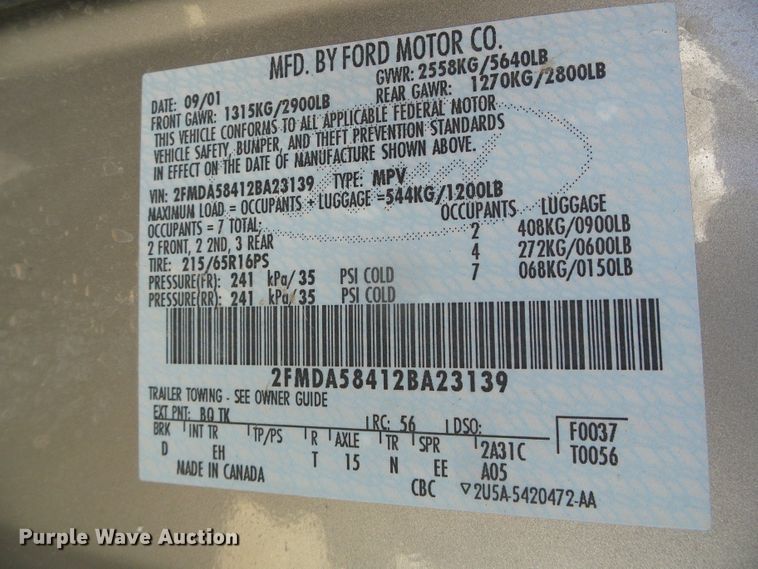 MFD. BY FORD MOTOR CO.
DATE: 09/01 GVWR: 2558KG/5640LB
FRONT GAWR: 1315KG/2900LB REAR GAWR: 1270KG/2800LB
THIS VEHICLE CONFORMS TO ALL APPLICABLE FEDERAL MOTOR
VEHICLE SAFETY, BUMPER, AND THEFT PREVENTION STANDARDS
IN EFFECT ON THE DATE OF MANUFACTURE SHOWN ABOVE.
VIN: 2FMDA58412BA23139 TYPE: MPV
MAXIMUM LOAD = OCCUPANTS + LUGGAGE =544KG/1200LB
OCCUPANTS = 7 TOTAL; OCCUPANTS LUGGAGE
2 FRONT, 2 2ND, 3 REAR 2 408KG/0900LB
TIRE: 215/65R16PS 4 272KG/0600LB
PRESSURE(FR): 241 kPa/35 PSI COLD 7 068KG/0150LB
PRESSURE(RR): 241 kPa/35 PSI COLD
2FMDA58412BA23139
TRAILER TOWING - SEE OWNER GUIDE
EXT PNT: BQ TK RC: 56 DSO: F0037
BRK INT TR TP/PS R AXLE TR SPR 2A31C T0056
D EH T 15 N EE A05
MADE IN CANADA CBC ▽2U5A-5420472-AA
Purple Wave Auction